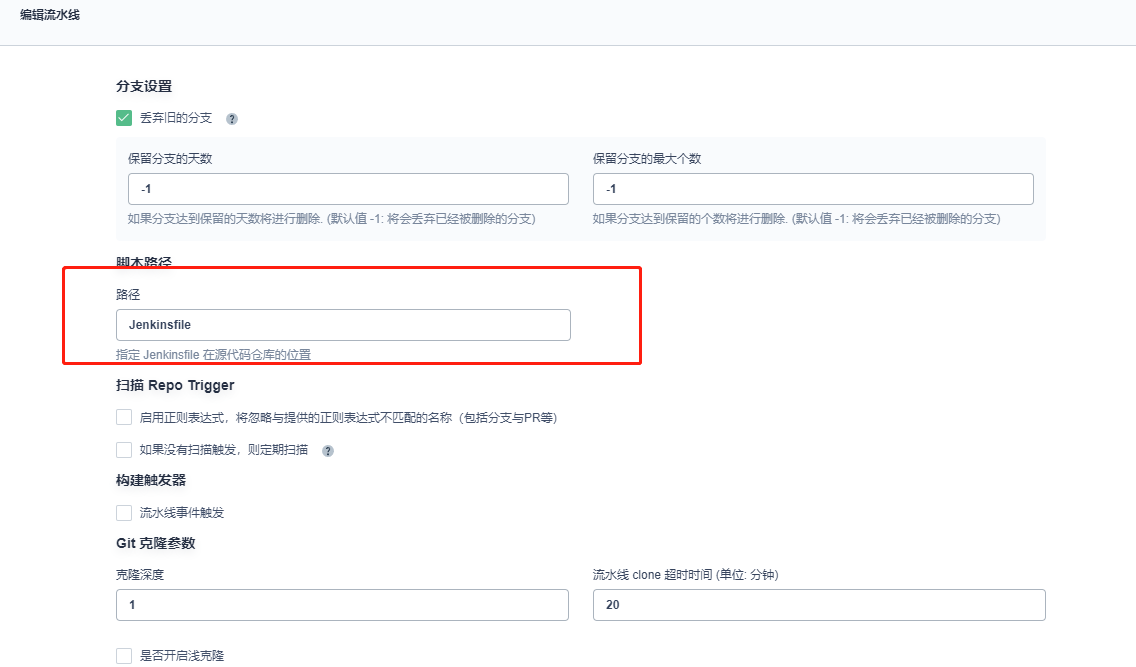 编辑流水线
分支设置
丢弃旧的分支 ?
保留分支的天数 保留分支的最大个数
-1 -1
如果分支达到保留的天数将进行删除. (默认值 -1: 将会丢弃已经被删除的分支) 如果分支达到保留的个数将进行删除. (默认值 -1: 将会丢弃已经被删除的分支)
脚本路径
路径
Jenkinsfile
指定 Jenkinsfile 在源代码仓库的位置
扫描 Repo Trigger
启用正则表达式，将忽略与提供的正则表达式不匹配的名称（包括分支与PR等）
如果没有扫描触发，则定期扫描 ?
构建触发器
流水线事件触发
Git 克隆参数
克隆深度 流水线 clone 超时时间 (单位: 分钟)
1 20
是否开启浅克隆